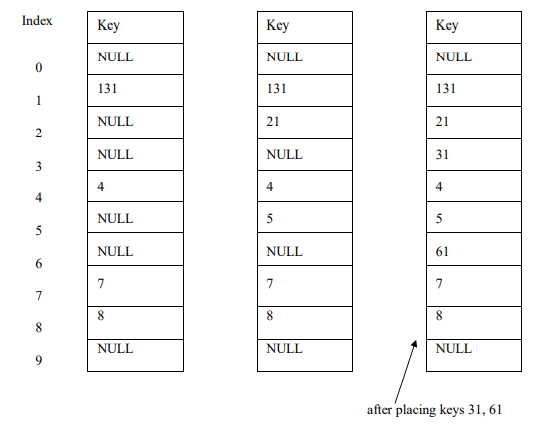 Index Key Key Key
0 NULL NULL NULL
1 131 131 131
2 NULL 21 21
3 NULL NULL 31
4 4 4 4
5 NULL 5 5
6 NULL NULL 61
7 7 7 7
8 8 8 8
9 NULL NULL NULL
after placing keys 31, 61